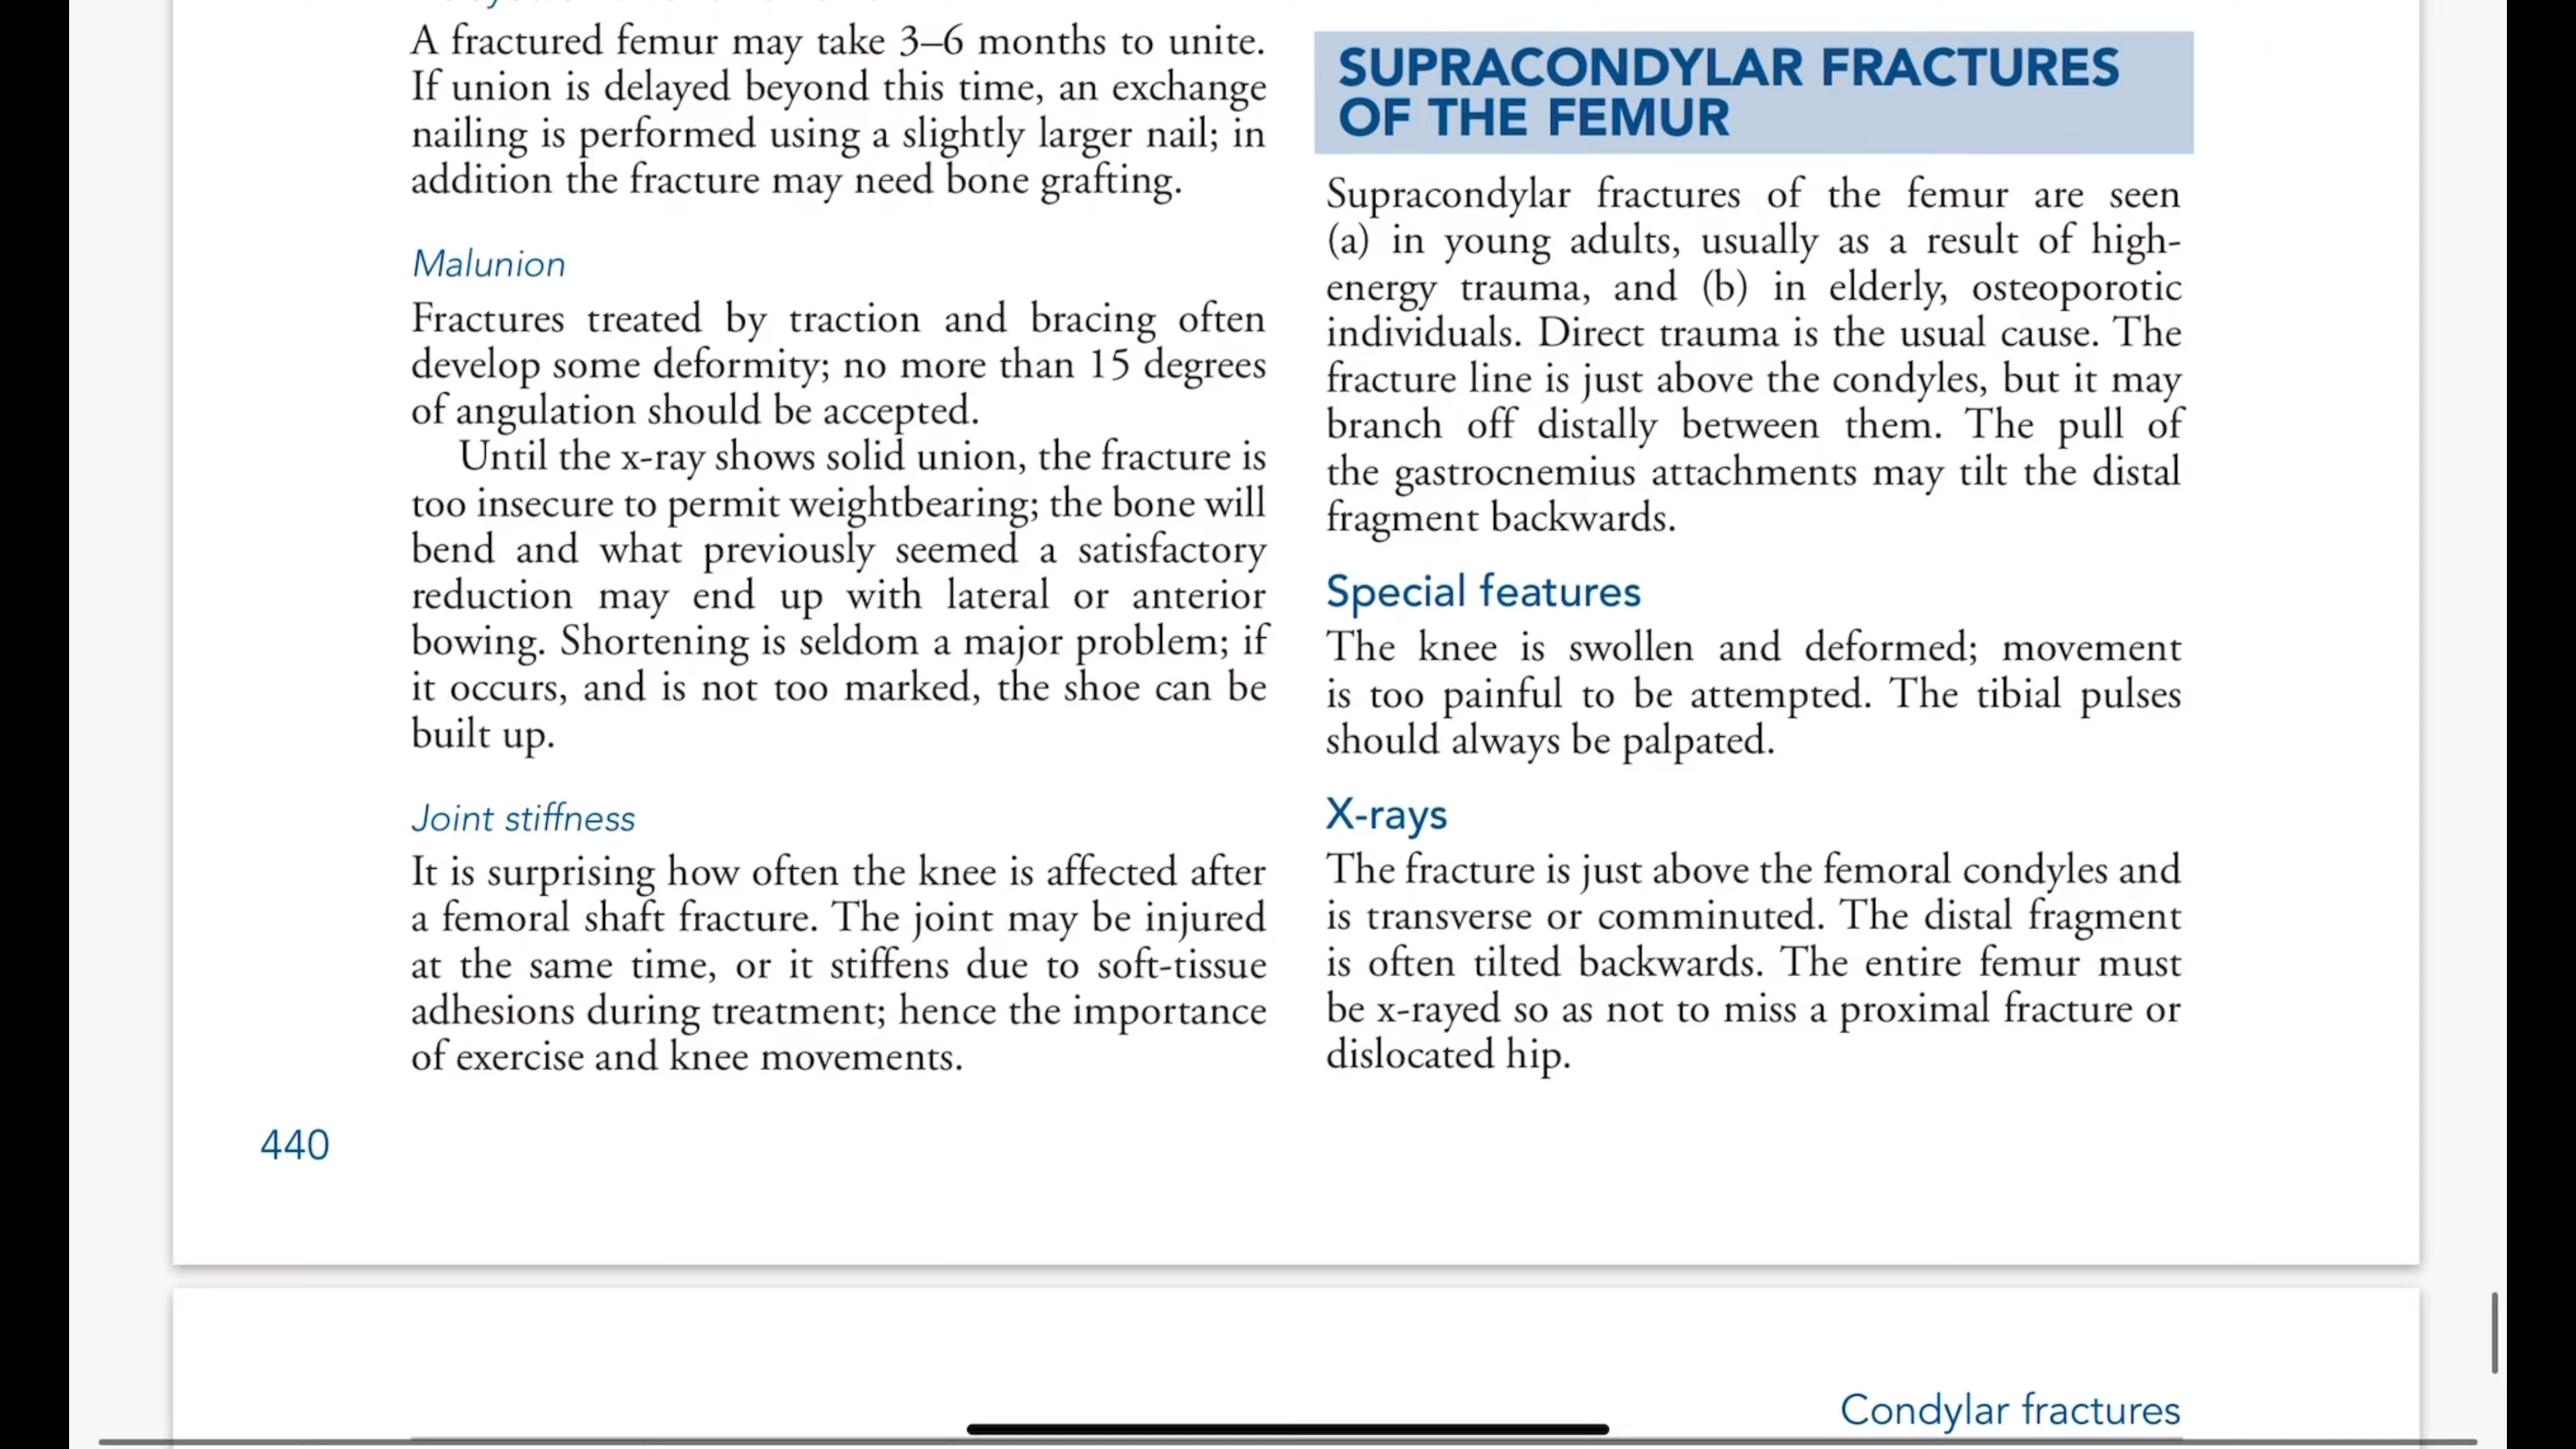 A fractured femur may take 3–6 months to unite.
If union is delayed beyond this time, an exchange
nailing is performed using a slightly larger nail; in
addition the fracture may need bone grafting.
Malunion
Fractures treated by traction and bracing often
develop some deformity; no more than 15 degrees
of angulation should be accepted.
Until the x-ray shows solid union, the fracture is
too insecure to permit weightbearing; the bone will
bend and what previously seemed a satisfactory
reduction may end up with lateral or anterior
bowing. Shortening is seldom a major problem; if
it occurs, and is not too marked, the shoe can be
built up.
Joint stiffness
It is surprising how often the knee is affected after
a femoral shaft fracture. The joint may be injured
at the same time, or it stiffens due to soft-tissue
adhesions during treatment; hence the importance
of exercise and knee movements.
440
SUPRACONDYLAR FRACTURES
OF THE FEMUR
Supracondylar fractures of the femur are seen
(a) in young adults, usually as a result of high-
energy trauma, and (b) in elderly, osteoporotic
individuals. Direct trauma is the usual cause. The
fracture line is just above the condyles, but it may
branch off distally between them. The pull of
the gastrocnemius attachments may tilt the distal
fragment backwards.
Special features
The knee is swollen and deformed; movement
is too painful to be attempted. The tibial pulses
should always be palpated.
X-rays
The fracture is just above the femoral condyles and
is transverse or comminuted. The distal fragment
is often tilted backwards. The entire femur must
be x-rayed so as not to miss a proximal fracture or
dislocated hip.
Condylar fractures